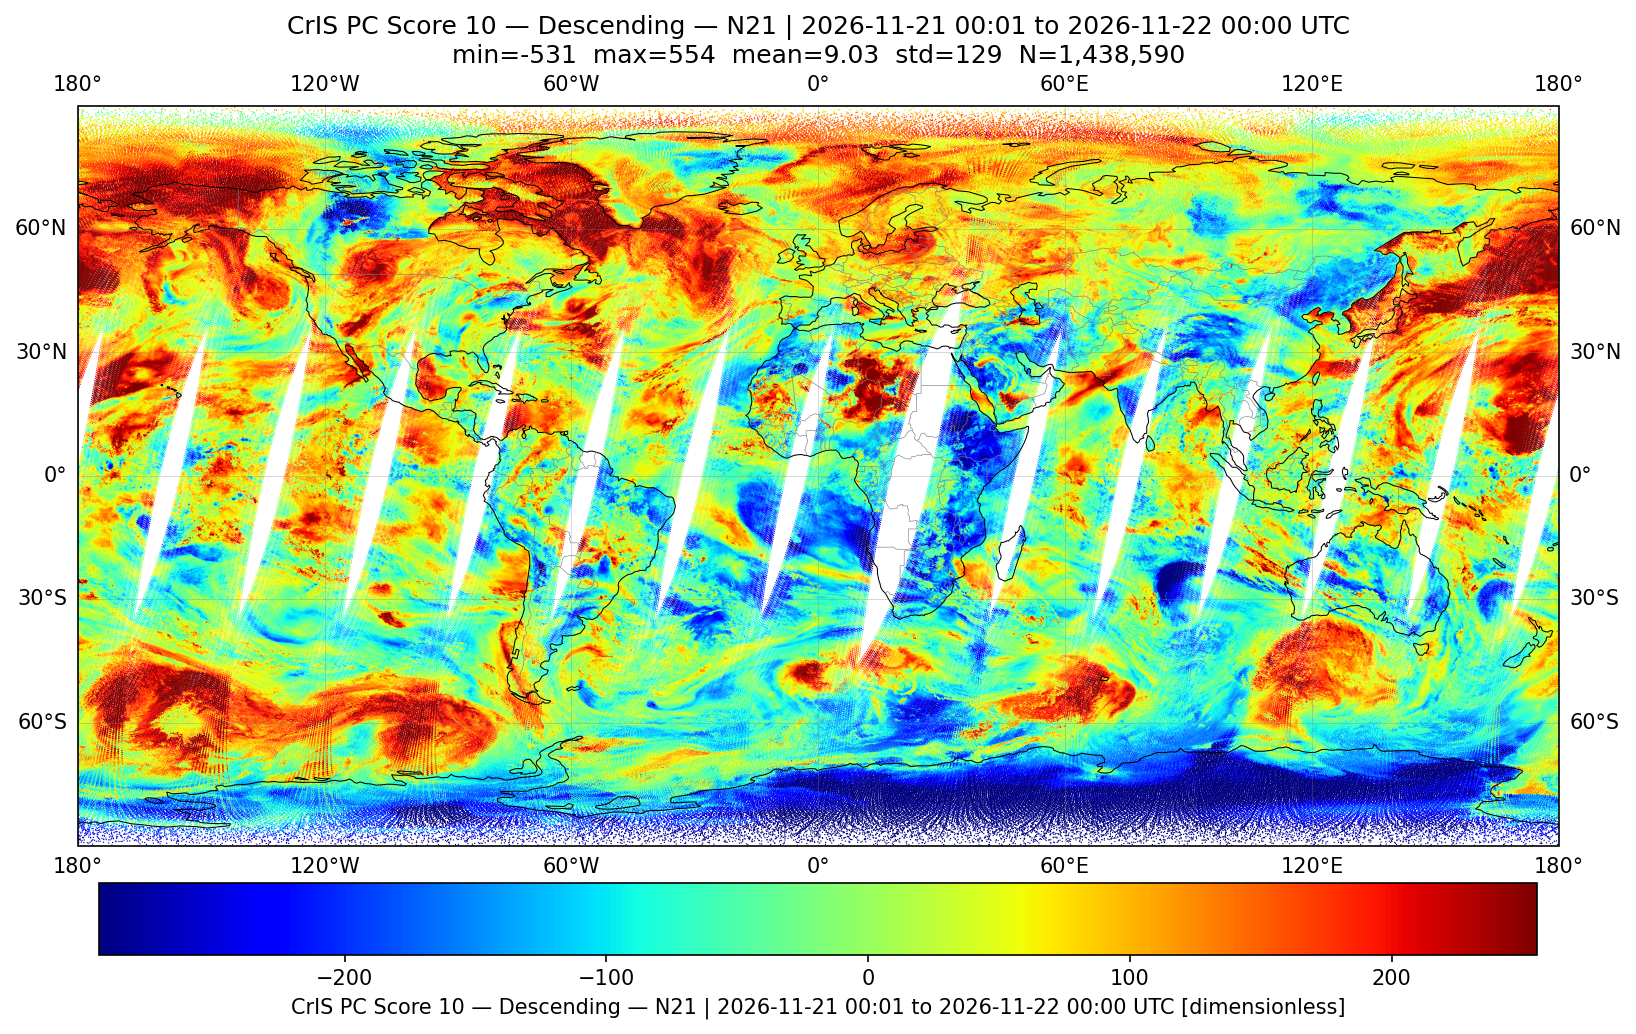 CrIS PC Score 10 — Descending — N21 | 2026-11-21 00:01 to 2026-11-22 00:00 UTC
min=-531  max=554  mean=9.03  std=129  N=1,438,590
180° 120°W 60°W 0° 60°E 120°E 180°
60°N 60°N
30°N 30°N
0° 0°
30°S 30°S
60°S 60°S
180° 120°W 60°W 0° 60°E 120°E 180°
−200 −100 0 100 200
CrIS PC Score 10 — Descending — N21 | 2026-11-21 00:01 to 2026-11-22 00:00 UTC [dimensionless]